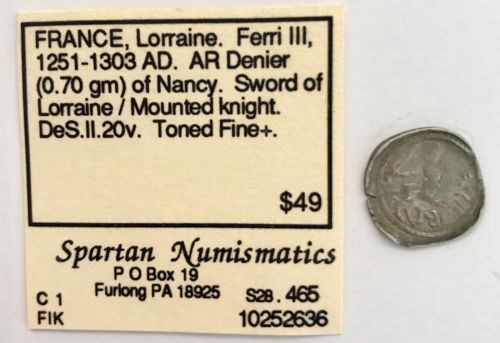 FRANCE, Lorraine. Ferri III,
1251-1303 AD. AR Denier
(0.70 gm) of Nancy. Sword of
Lorraine / Mounted knight.
DeS.II.20v. Toned Fine+.
$49
Spartan Numismatics
P O Box 19
Furlong PA 18925
C 1 S28 . 465
FIK 10252636